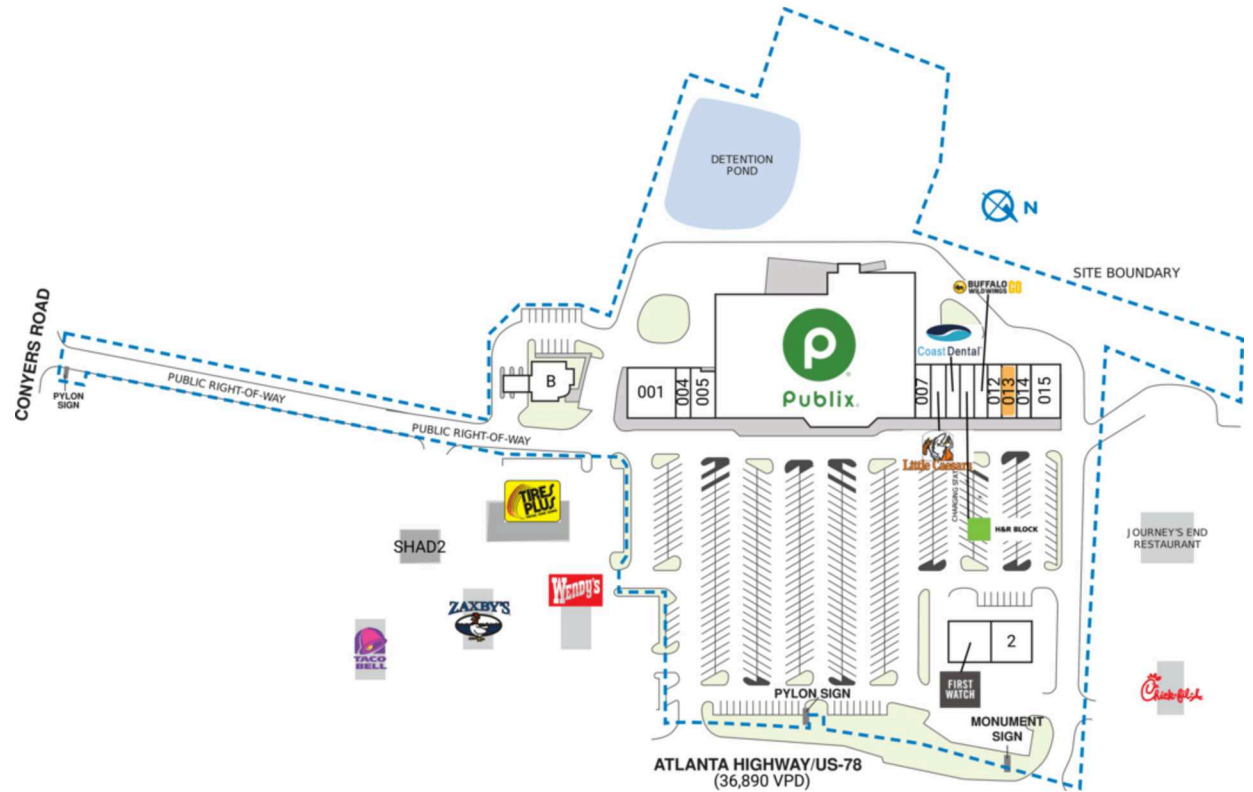 DETENTION
POND
N
SITE BOUNDARY
BUFFALO
WILD WINGS GO
CONYERS ROAD
Coast Dental
Publix
PUBLIC RIGHT-OF-WAY
PYLON
SIGN
B
001
004
005
007
012
013
014
015
PUBLIC RIGHT-OF-WAY
Little Caesars
TIRES
PLUS
H&R BLOCK
JOURNEY'S END
RESTAURANT
SHAD2
WENDY'S
ZAXBY'S
TACO
BELL
2
FIRST
WATCH
Chick-fil-A
PYLON SIGN
MONUMENT
SIGN
ATLANTA HIGHWAY/US-78
(36,890 VPD)